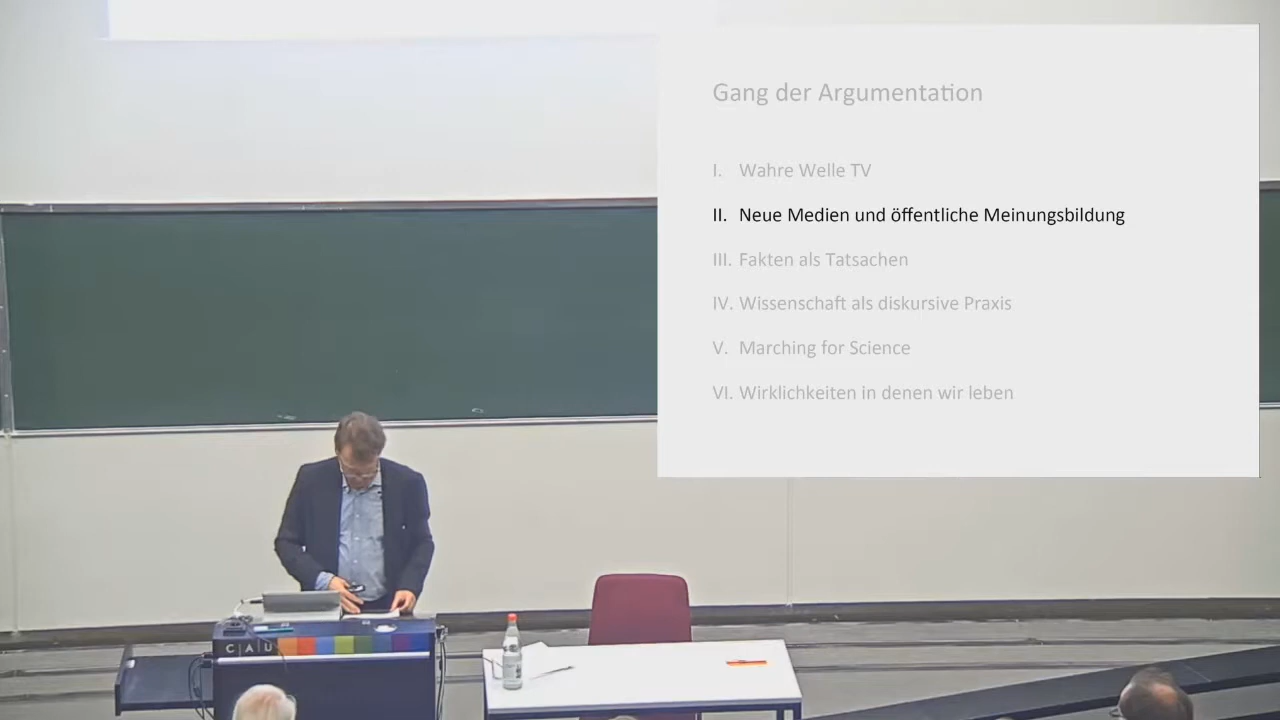 Gang der Argumentation
I. Wahre Welle TV
II. Neue Medien und öffentliche Meinungsbildung
III. Fakten als Tatsachen
IV. Wissenschaft als diskursive Praxis
V. Marching for Science
VI. Wirklichkeiten in denen wir leben
C|A|U